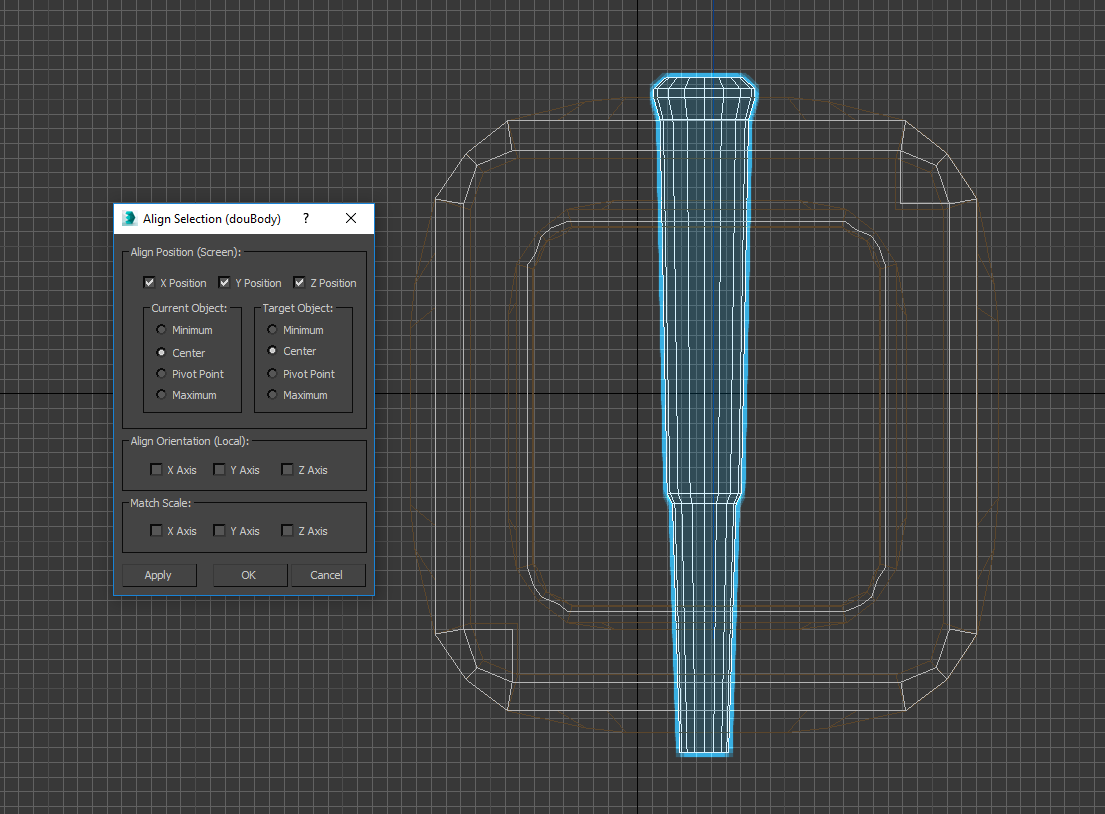 Align Selection (douBody) ?
Align Position (Screen):
X Position Y Position Z Position
Current Object: Target Object:
Minimum Minimum
Center Center
Pivot Point Pivot Point
Maximum Maximum
Align Orientation (Local):
X Axis Y Axis Z Axis
Match Scale:
X Axis Y Axis Z Axis
Apply OK Cancel